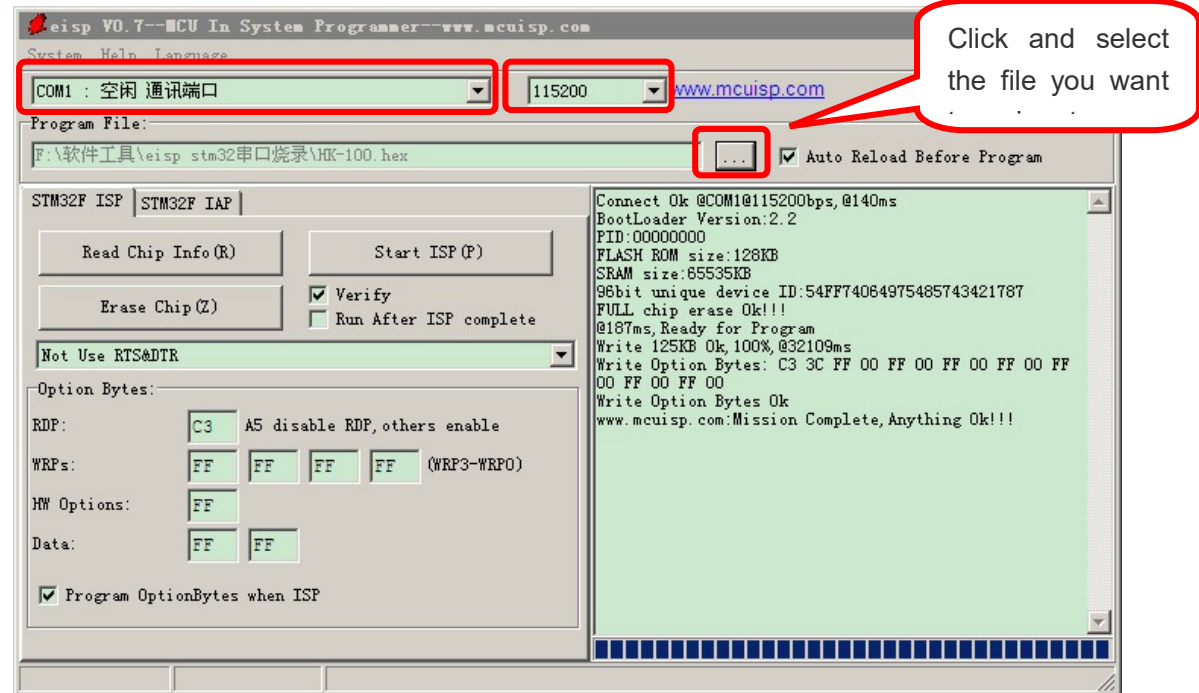 eisp V0.7--MCU In System Programmer--www.mcuisp.com
System Help Language
Click and select
the file you want
COM1 : 空闲 通讯端口
115200
www.mcuisp.com
Program File:
F:\软件工具\eisp stm32串口烧录\HK-100.hex
...
Auto Reload Before Program
STM32F ISP
STM32F IAP
Read Chip Info(R)
Start ISP(P)
Erase Chip(Z)
Verify
Run After ISP complete
Not Use RTS&DTR
Option Bytes:
RDP: C3 A5 disable RDP,others enable
WRPs: FF FF FF FF (WRP3-WRP0)
HW Options: FF
Data: FF FF
Program OptionBytes when ISP
Connect Ok @COM1@115200bps,@140ms
BootLoader Version:2.2
PID:00000000
FLASH ROM size:128KB
SRAM size:65535KB
96bit unique device ID:54FF74064975485743421787
FULL chip erase Ok!!!
@187ms,Ready for Program
Write 125KB Ok,100%,@32109ms
Write Option Bytes: C3 3C FF 00 FF 00 FF 00 FF 00 FF
00 FF 00 FF 00
Write Option Bytes Ok
www.mcuisp.com:Mission Complete,Anything Ok!!!